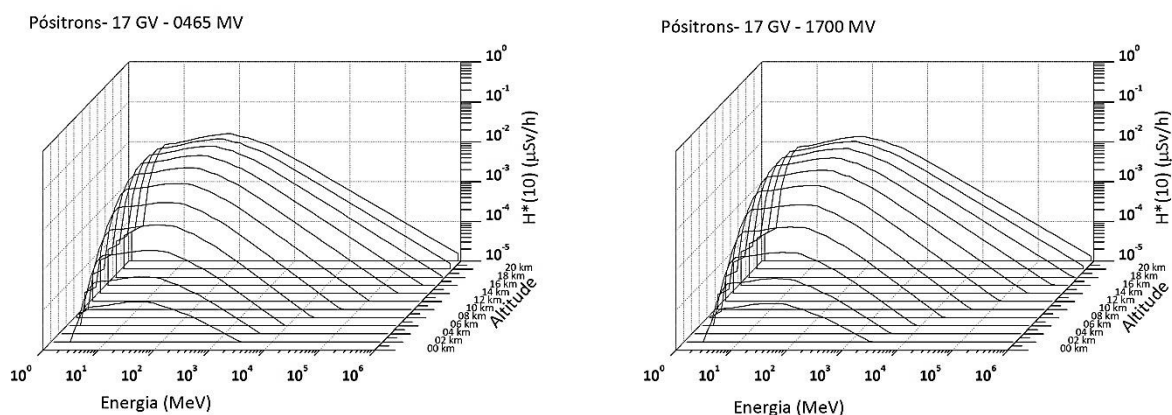 Pósitrons- 17 GV - 0465 MV
10⁰
10⁻¹
10⁻²
10⁻³
10⁻⁴
10⁻⁵
H*(10) (µSv/h)
20 km
18 km
16 km
14 km
12 km
10 km
08 km
06 km
04 km
02 km
00 km
Altitude
10⁰ 10¹ 10² 10³ 10⁴ 10⁵ 10⁶
Energia (MeV)
Pósitrons- 17 GV - 1700 MV
10⁰
10⁻¹
10⁻²
10⁻³
10⁻⁴
10⁻⁵
H*(10) (µSv/h)
20 km
18 km
16 km
14 km
12 km
10 km
08 km
06 km
04 km
02 km
00 km
Altitude
10⁰ 10¹ 10² 10³ 10⁴ 10⁵ 10⁶
Energia (MeV)